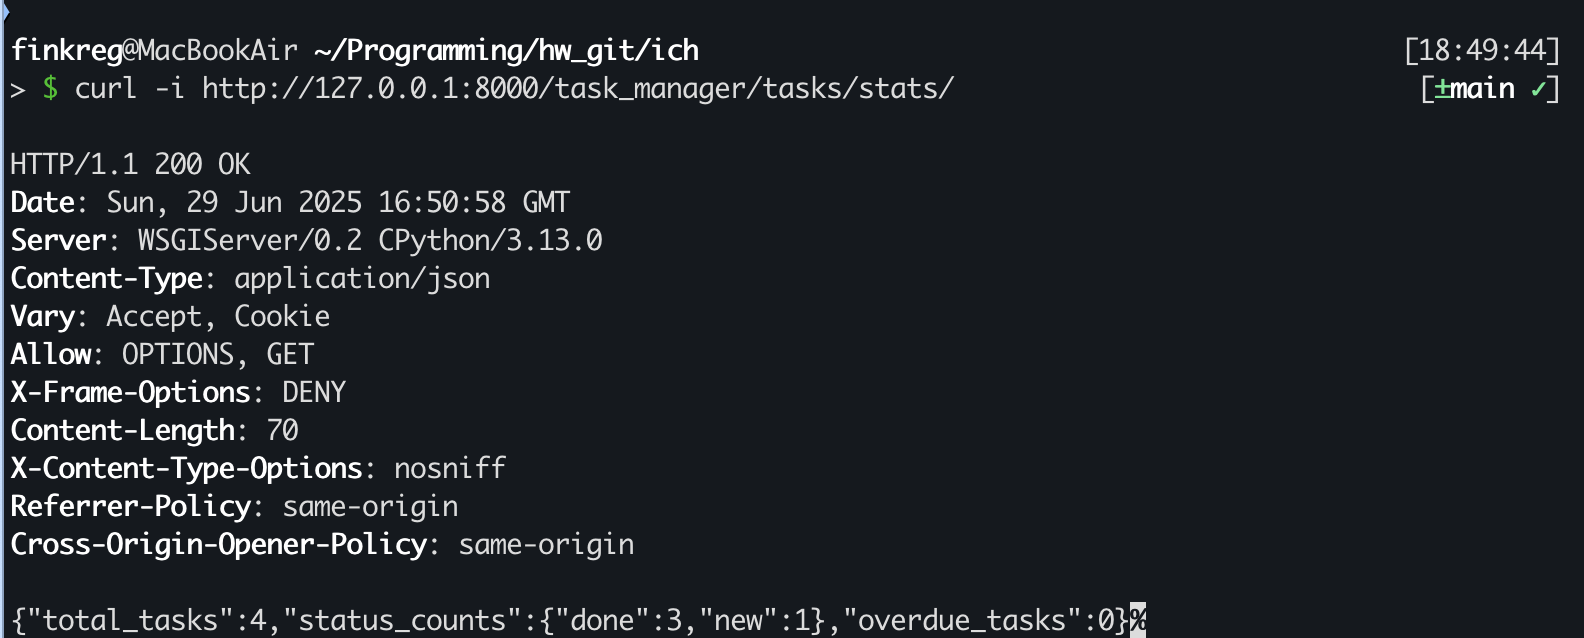 finkreg@MacBookAir ~/Programming/hw_git/ich [18:49:44]
> $ curl -i http://127.0.0.1:8000/task_manager/tasks/stats/ [±main ✓]
HTTP/1.1 200 OK
Date: Sun, 29 Jun 2025 16:50:58 GMT
Server: WSGIServer/0.2 CPython/3.13.0
Content-Type: application/json
Vary: Accept, Cookie
Allow: OPTIONS, GET
X-Frame-Options: DENY
Content-Length: 70
X-Content-Type-Options: nosniff
Referrer-Policy: same-origin
Cross-Origin-Opener-Policy: same-origin
{"total_tasks":4,"status_counts":{"done":3,"new":1},"overdue_tasks":0}%